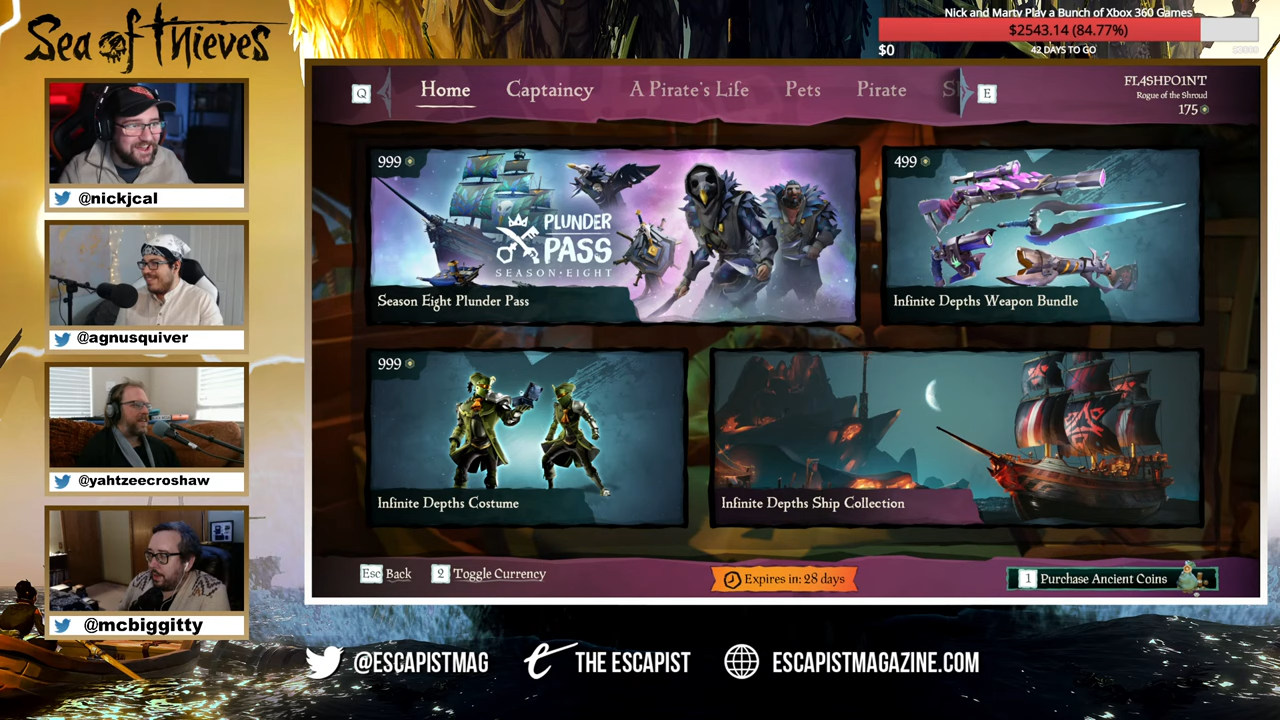 Sea of Thieves
Nick and Marty Play a Bunch of Xbox 360 Games
$2543.14 (84.77%)
$0
42 DAYS TO GO
@nickjcal
@agnusquiver
@yahtzeecroshaw
@mcbiggitty
Q
Home
Captaincy
A Pirate's Life
Pets
Pirate
E
FL4SHPO1NT
Rogue of the Shroud
175
999
PLUNDER
PASS
SEASON·EIGHT
Season Eight Plunder Pass
499
Infinite Depths Weapon Bundle
999
Infinite Depths Costume
Infinite Depths Ship Collection
Esc Back
2 Toggle Currency
Expires in: 28 days
1 Purchase Ancient Coins
@ESCAPISTMAG
THE ESCAPIST
ESCAPISTMAGAZINE.COM